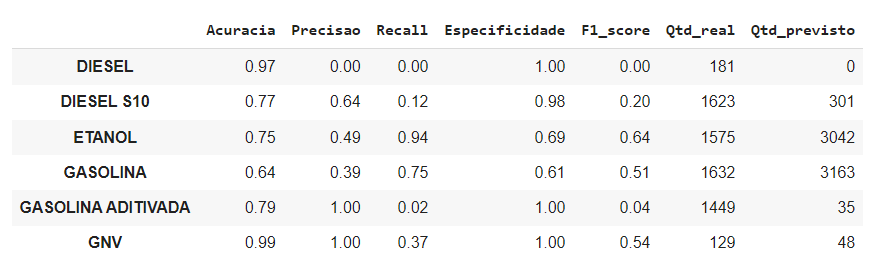 Acuracia Precisao Recall Especificidade F1_score Qtd_real Qtd_previsto
DIESEL 0.97 0.00 0.00 1.00 0.00 181 0
DIESEL S10 0.77 0.64 0.12 0.98 0.20 1623 301
ETANOL 0.75 0.49 0.94 0.69 0.64 1575 3042
GASOLINA 0.64 0.39 0.75 0.61 0.51 1632 3163
GASOLINA ADITIVADA 0.79 1.00 0.02 1.00 0.04 1449 35
GNV 0.99 1.00 0.37 1.00 0.54 129 48